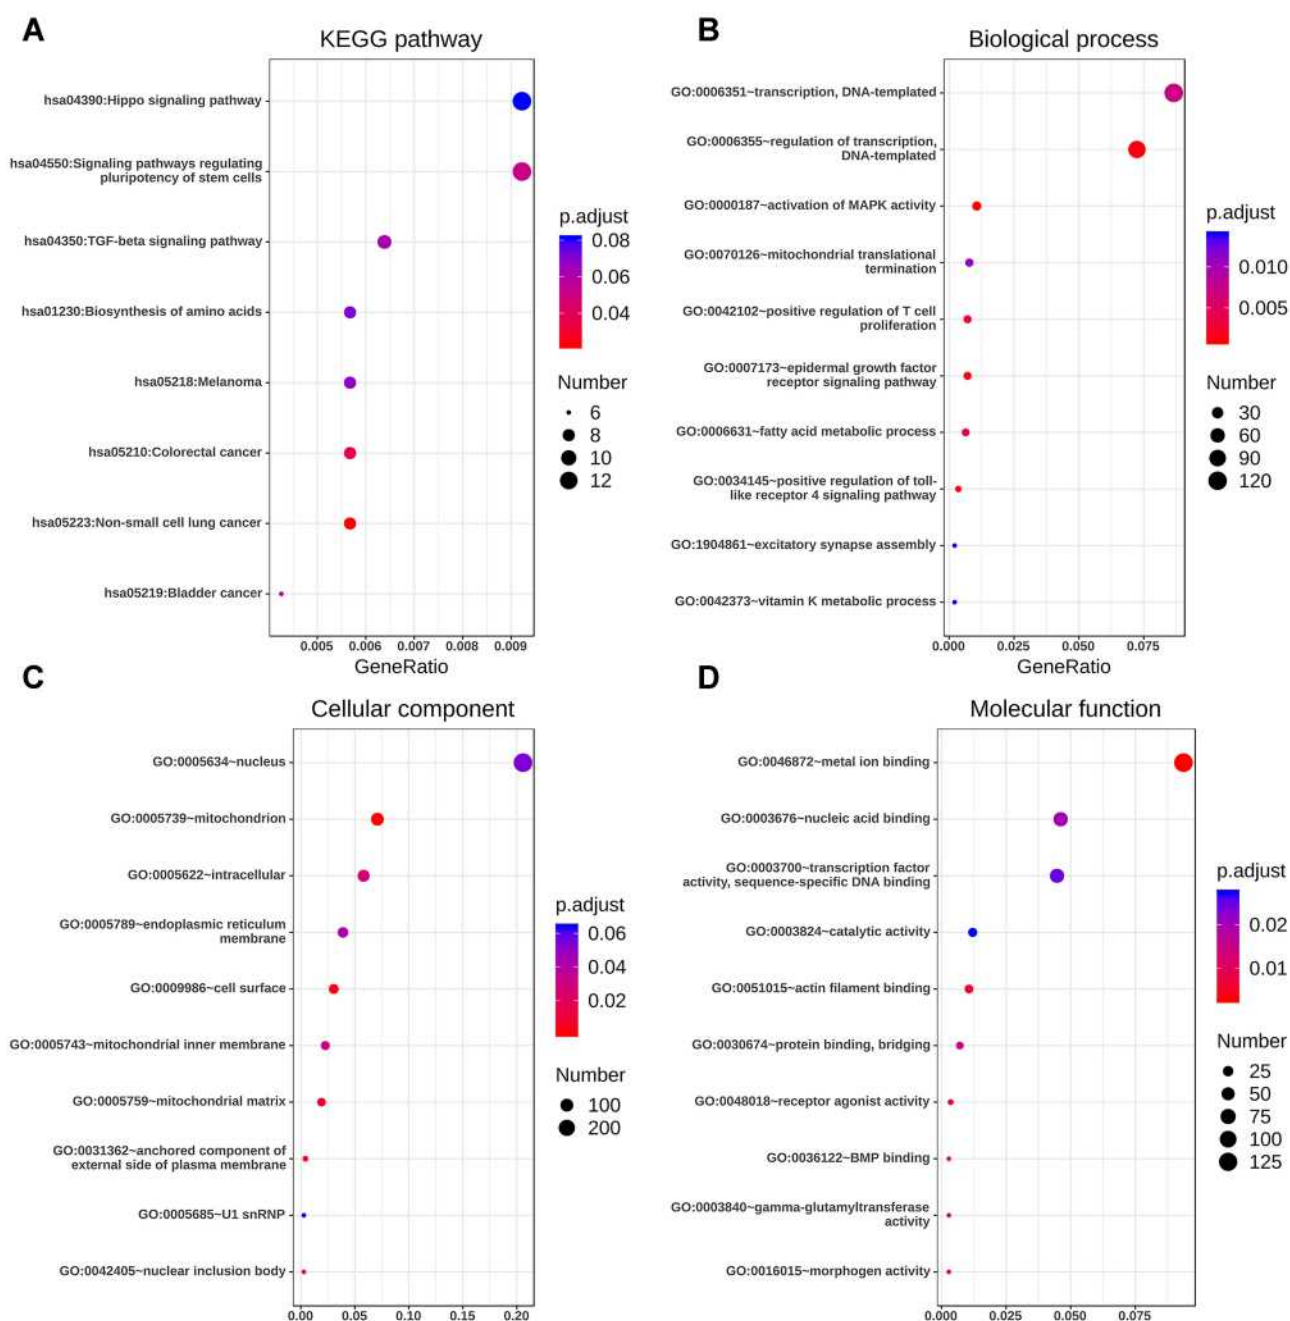 A
KEGG pathway
hsa04390:Hippo signaling pathway
hsa04550:Signaling pathways regulating
pluripotency of stem cells
hsa04350:TGF-beta signaling pathway
hsa01230:Biosynthesis of amino acids
hsa05218:Melanoma
hsa05210:Colorectal cancer
hsa05223:Non-small cell lung cancer
hsa05219:Bladder cancer
0.005 0.006 0.007 0.008 0.009
GeneRatio
p.adjust
0.08
0.06
0.04
Number
6
8
10
12
B
Biological process
GO:0006351~transcription, DNA-templated
GO:0006355~regulation of transcription,
DNA-templated
GO:0000187~activation of MAPK activity
GO:0070126~mitochondrial translational
termination
GO:0042102~positive regulation of T cell
proliferation
GO:0007173~epidermal growth factor
receptor signaling pathway
GO:0006631~fatty acid metabolic process
GO:0034145~positive regulation of toll-
like receptor 4 signaling pathway
GO:1904861~excitatory synapse assembly
GO:0042373~vitamin K metabolic process
0.000 0.025 0.050 0.075
GeneRatio
p.adjust
0.010
0.005
Number
30
60
90
120
C
Cellular component
GO:0005634~nucleus
GO:0005739~mitochondrion
GO:0005622~intracellular
GO:0005789~endoplasmic reticulum
membrane
GO:0009986~cell surface
GO:0005743~mitochondrial inner membrane
GO:0005759~mitochondrial matrix
GO:0031362~anchored component of
external side of plasma membrane
GO:0005685~U1 snRNP
GO:0042405~nuclear inclusion body
0.00 0.05 0.10 0.15 0.20
p.adjust
0.06
0.04
0.02
Number
100
200
D
Molecular function
GO:0046872~metal ion binding
GO:0003676~nucleic acid binding
GO:0003700~transcription factor
activity, sequence-specific DNA binding
GO:0003824~catalytic activity
GO:0051015~actin filament binding
GO:0030674~protein binding, bridging
GO:0048018~receptor agonist activity
GO:0036122~BMP binding
GO:0003840~gamma-glutamyltransferase
activity
GO:0016015~morphogen activity
0.000 0.025 0.050 0.075
p.adjust
0.02
0.01
Number
25
50
75
100
125